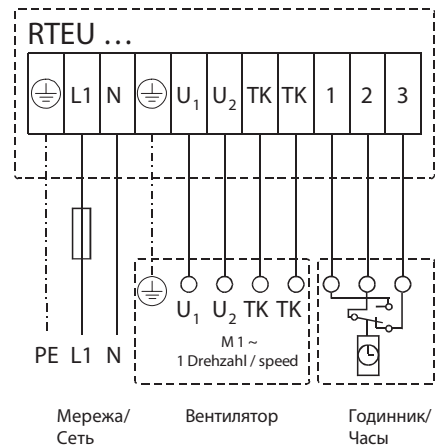 RTEU ...
L1 N U1 U2 TK TK 1 2 3
U1 U2 TK TK
M 1 ~
1 Drehzahl / speed
PE L1 N
Мережа/
Сеть
Вентилятор
Годинник/
Часы